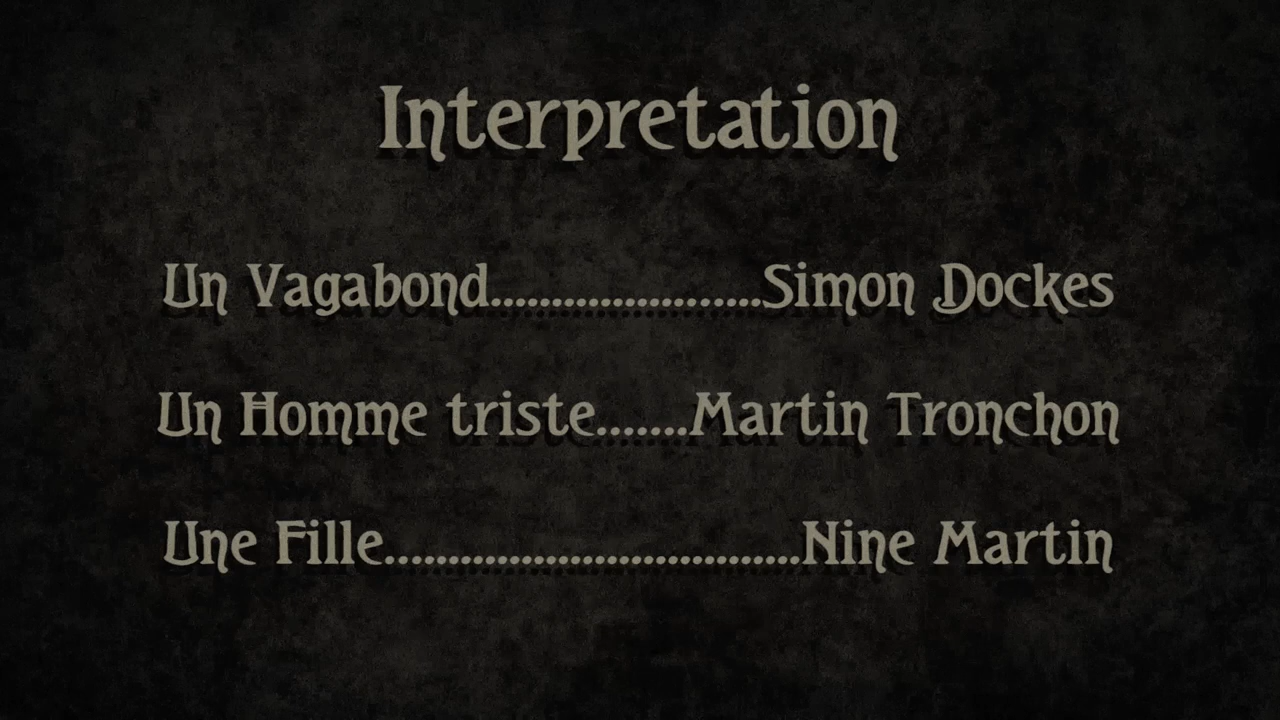 Interpretation
Un Vagabond......................Simon Dockes
Un Homme triste.......Martin Tronchon
Une Fille.................................Nine Martin